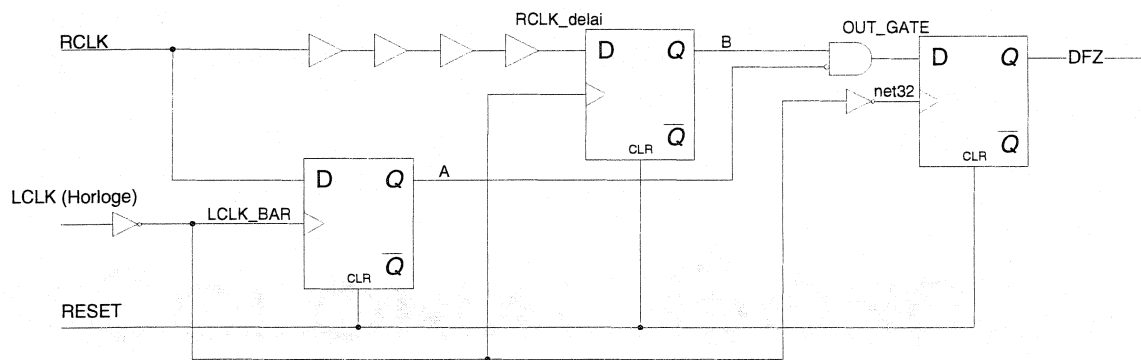 RCLK_delai
RCLK
D
Q
B
OUT_GATE
D
Q
DFZ
net32
Q
CLR
Q
CLR
D
Q
A
LCLK (Horloge)
LCLK_BAR
Q
CLR
RESET